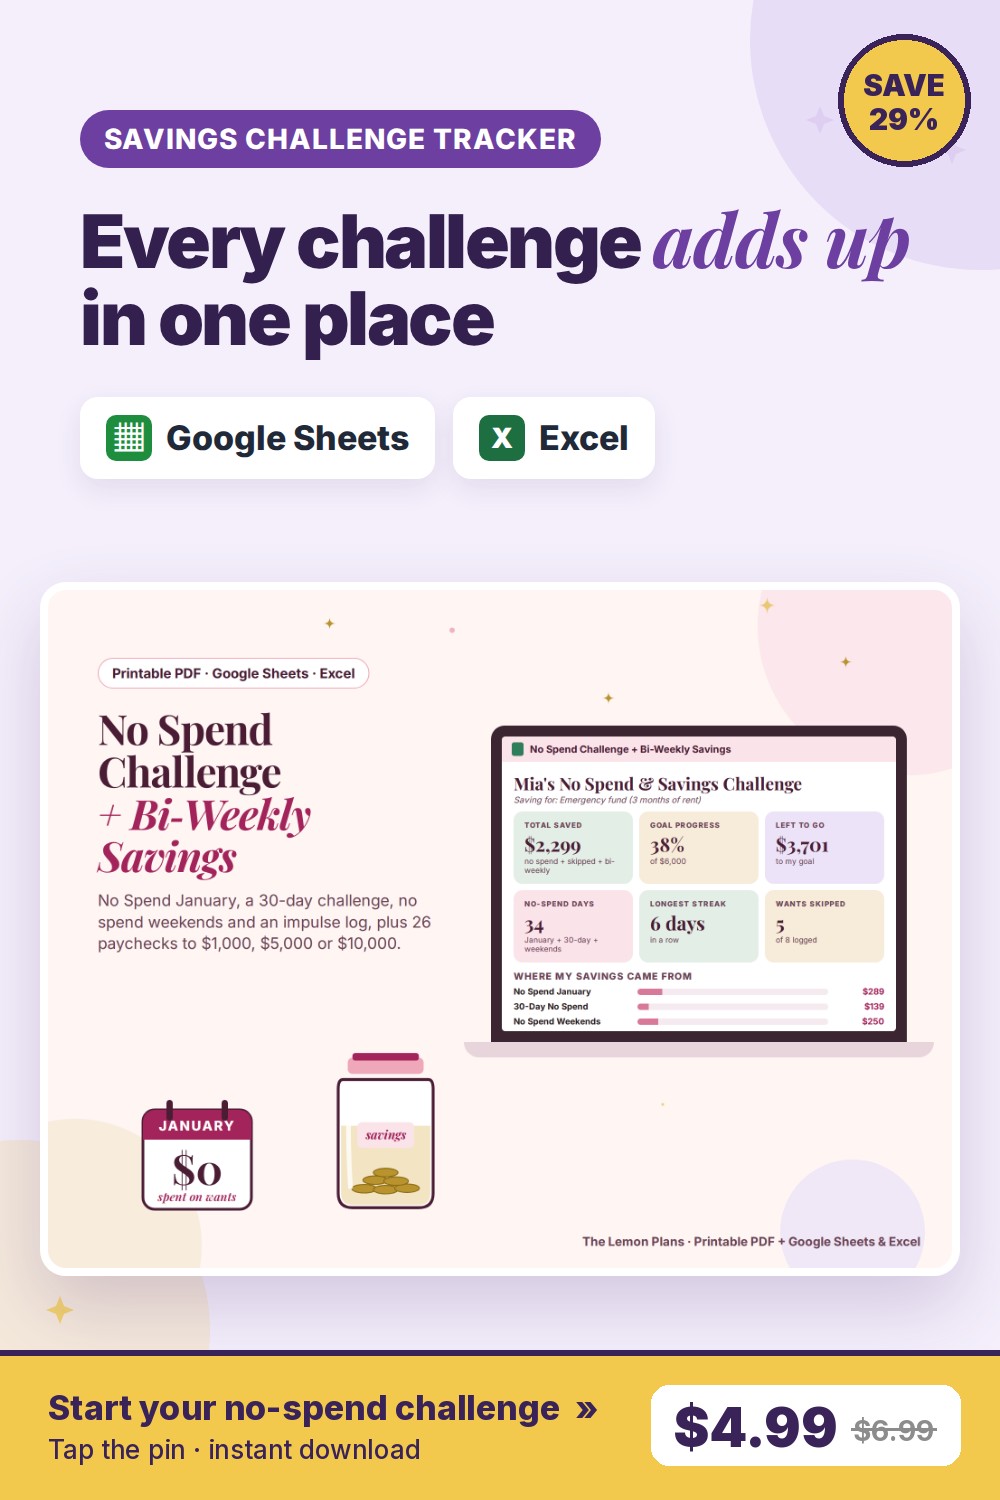 SAVE
29%
SAVINGS CHALLENGE TRACKER
Every challenge adds up
in one place
Google Sheets
X Excel
Printable PDF · Google Sheets · Excel
No Spend
Challenge
+ Bi-Weekly
Savings
No Spend January, a 30-day challenge, no
spend weekends and an impulse log, plus 26
paychecks to $1,000, $5,000 or $10,000.
No Spend Challenge + Bi-Weekly Savings
Mia's No Spend & Savings Challenge
Saving for: Emergency fund (3 months of rent)
TOTAL SAVED
$2,299
no spend + skipped + bi-
weekly
GOAL PROGRESS
38%
of $6,000
LEFT TO GO
$3,701
to my goal
NO-SPEND DAYS
34
January + 30-day +
weekends
LONGEST STREAK
6 days
in a row
WANTS SKIPPED
5
of 8 logged
WHERE MY SAVINGS CAME FROM
No Spend January $289
30-Day No Spend $139
No Spend Weekends $250
JANUARY
$0
spent on wants
savings
The Lemon Plans · Printable PDF + Google Sheets & Excel
Start your no-spend challenge »
Tap the pin · instant download
$4.99 $6.99